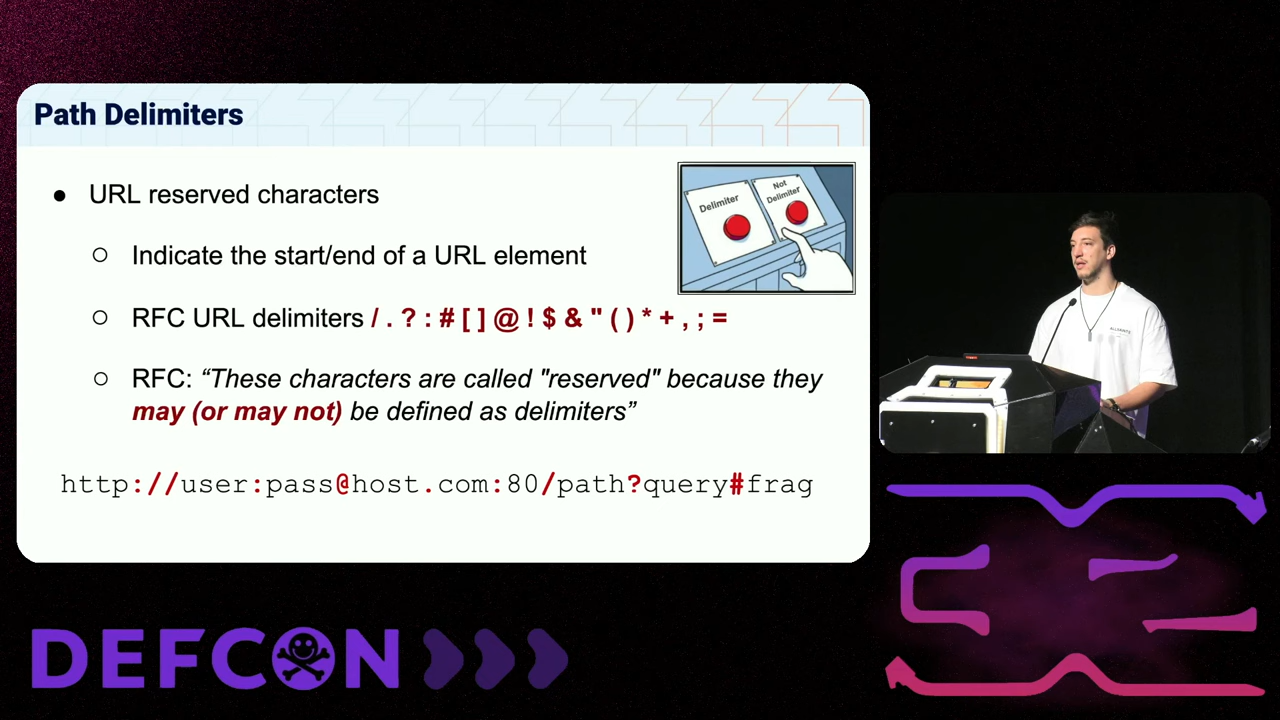 Path Delimiters
● URL reserved characters
○ Indicate the start/end of a URL element
○ RFC URL delimiters / . ? : # [ ] @ ! $ & " ( ) * + , ; =
○ RFC: “These characters are called "reserved" because they
may (or may not) be defined as delimiters”
http://user:pass@host.com:80/path?query#frag
Delimiter
Not
Delimiter
ALLSAINTS
DEFCON